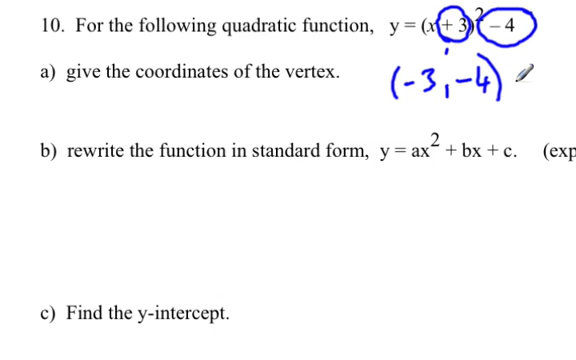 10. For the following quadratic function, y = (x + 3)² – 4
a) give the coordinates of the vertex.
(-3, -4)
b) rewrite the function in standard form, y = ax² + bx + c. (exp
c) Find the y-intercept.